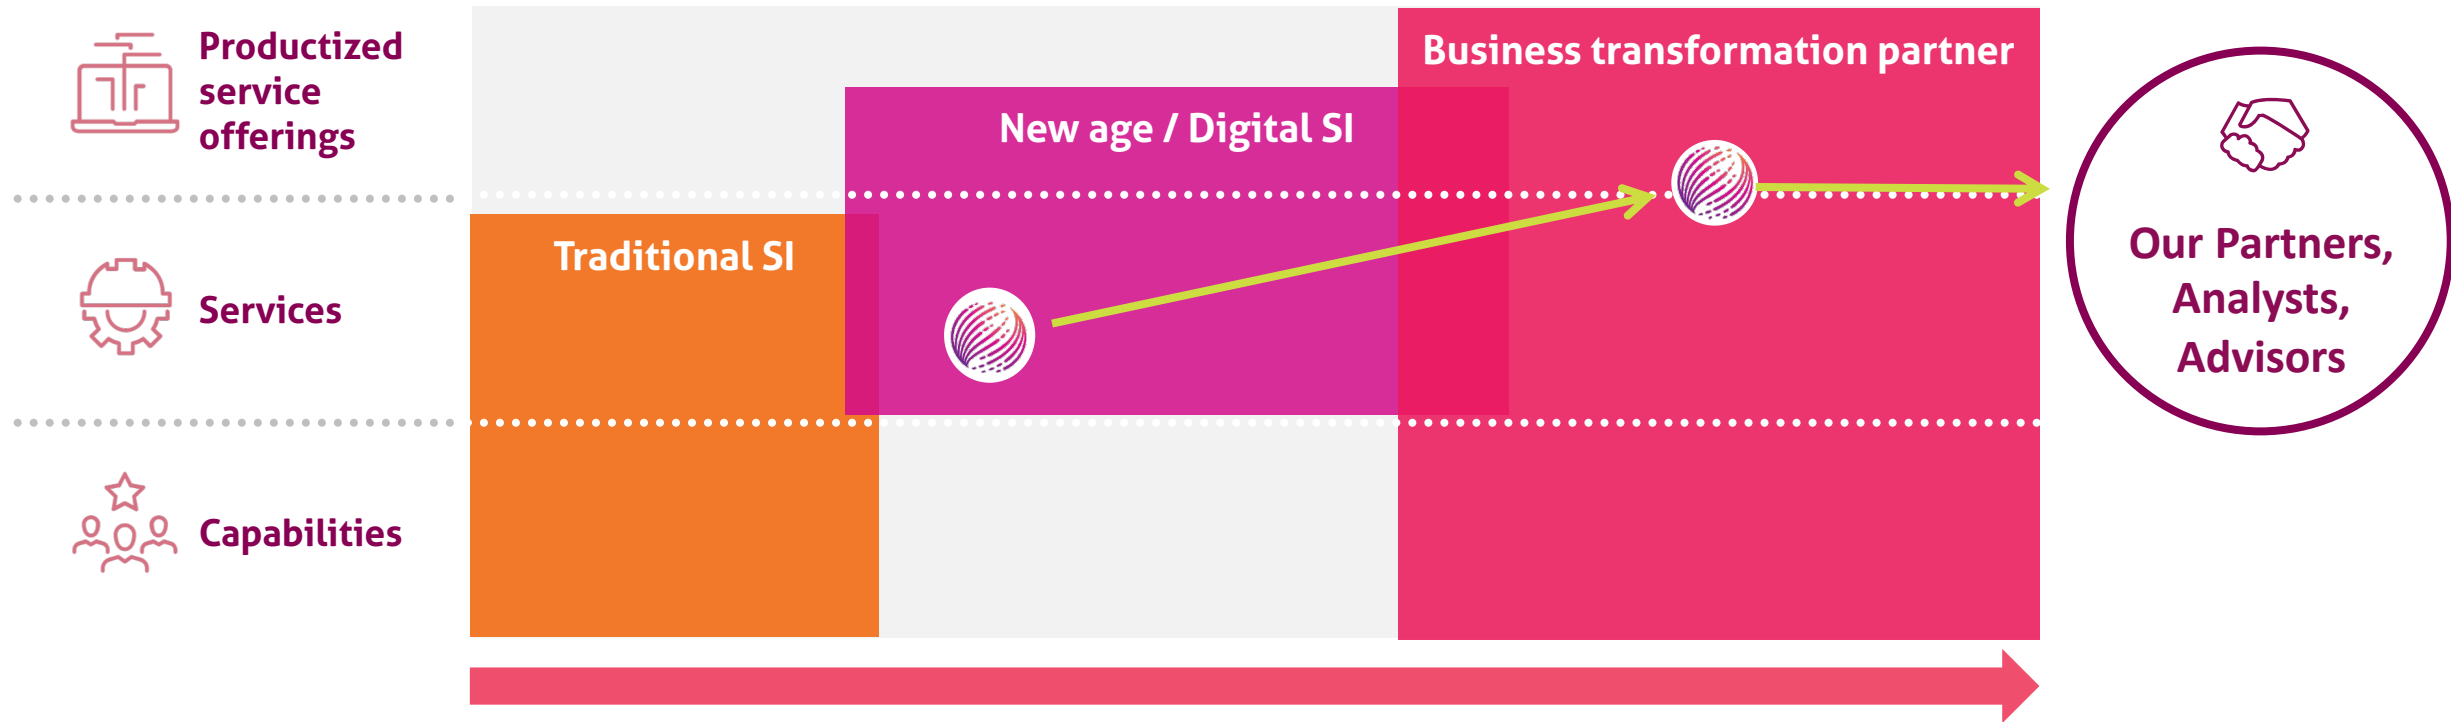 Productized
service
offerings
Business transformation partner
New age / Digital SI
Traditional SI
Services
Capabilities
Our Partners,
Analysts,
Advisors